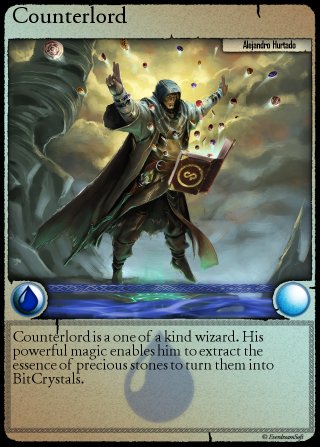 Counterlord
Alejandro Hurtado
Counterlord is a one of a kind wizard. His
powerful magic enables him to extract the
essence of precious stones to turn them into
BitCrystals.
© EverdreamSoft